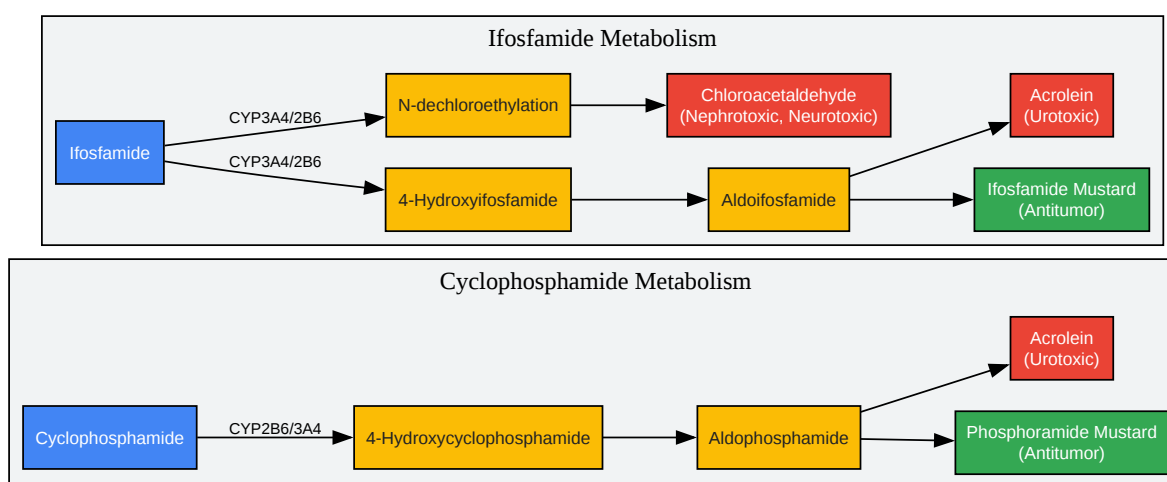 Ifosfamide Metabolism
Ifosfamide
CYP3A4/2B6
CYP3A4/2B6
N-dechloroethylation
Chloroacetaldehyde
(Nephrotoxic, Neurotoxic)
4-Hydroxyifosfamide
Aldoifosfamide
Acrolein
(Urotoxic)
Ifosfamide Mustard
(Antitumor)
Cyclophosphamide Metabolism
Cyclophosphamide
CYP2B6/3A4
4-Hydroxycyclophosphamide
Aldophosphamide
Acrolein
(Urotoxic)
Phosphoramide Mustard
(Antitumor)